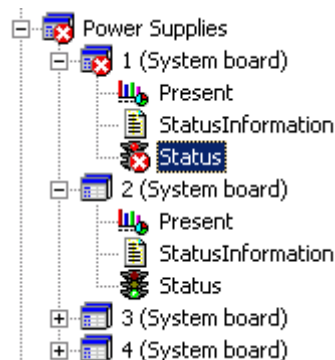 Power Supplies
1 (System board)
Present
StatusInformation
Status
2 (System board)
Present
StatusInformation
Status
3 (System board)
4 (System board)